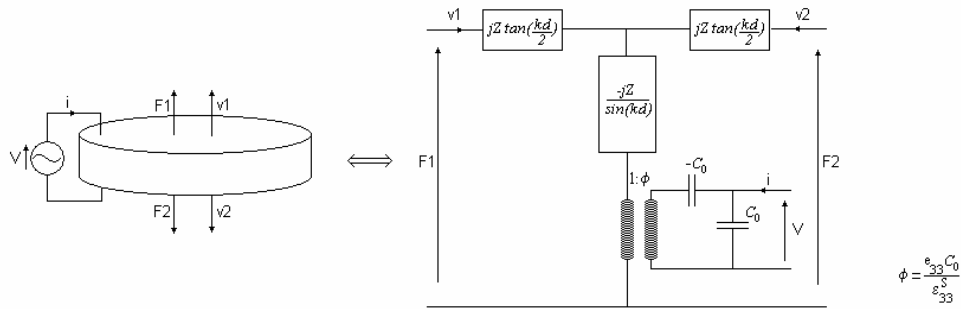 i
V
F1
v1
F2
v2
v1
jZ tan(kd/2)
jZ tan(kd/2)
v2
-jZ/sin(kd)
F1
F2
1:ϕ
-C₀
i
C₀
V
ϕ = e₃₃C₀/ε₃₃ˢ